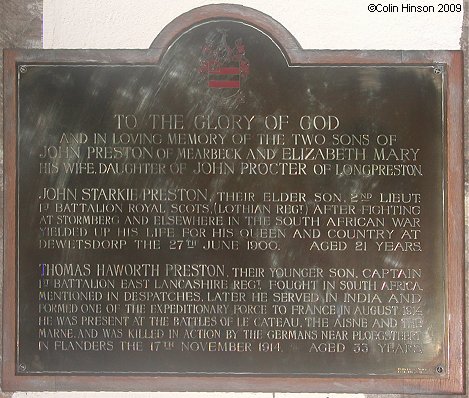 ©Colin Hinson 2009
TO THE GLORY OF GOD
AND IN LOVING MEMORY OF THE TWO SONS OF
JOHN PRESTON OF MEARBECK AND ELIZABETH MARY
HIS WIFE, DAUGHTER OF JOHN PROCTER OF LONGPRESTON.
JOHN STARKIE PRESTON, THEIR ELDER SON, 2ND LIEUT.
1ST BATTALION ROYAL SCOTS, (LOTHIAN REGT) AFTER FIGHTING
AT STORMBERG AND ELSEWHERE IN THE SOUTH AFRICAN WAR
YIELDED UP HIS LIFE FOR HIS QUEEN AND COUNTRY AT
DEWETSDORP THE 27TH JUNE 1900. AGED 21 YEARS.
THOMAS HAWORTH PRESTON, THEIR YOUNGER SON, CAPTAIN
1ST BATTALION EAST LANCASHIRE REGT, FOUGHT IN SOUTH AFRICA,
MENTIONED IN DESPATCHES. LATER HE SERVED IN INDIA AND
FORMED ONE OF THE EXPEDITIONARY FORCE TO FRANCE IN AUGUST 1914
HE WAS PRESENT AT THE BATTLES OF LE CATEAU, THE AISNE AND THE
MARNE, AND WAS KILLED IN ACTION BY THE GERMANS NEAR PLOEGSTEERT
IN FLANDERS THE 17TH NOVEMBER 1914. AGED 33 YEARS.